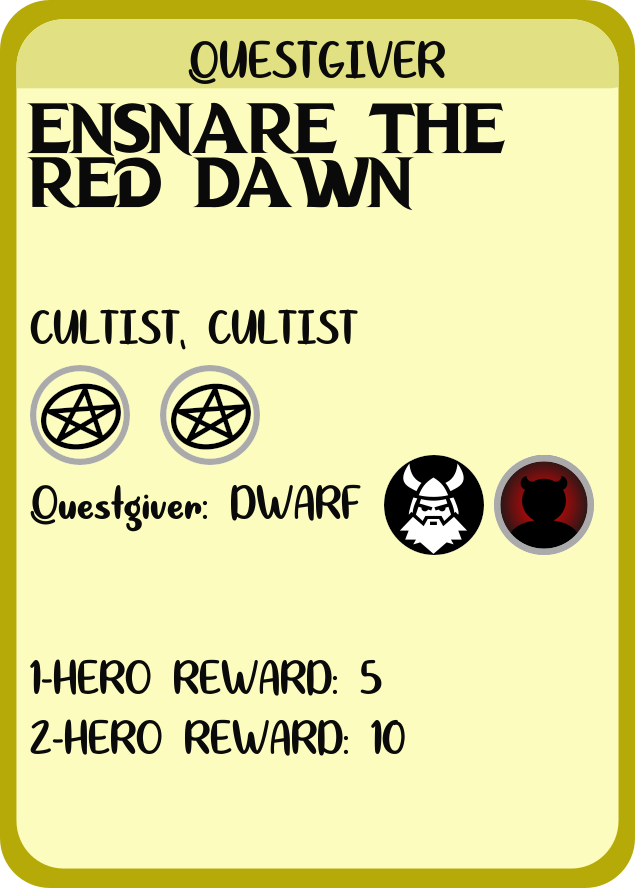 QUESTGIVER
ENSNARE THE
RED DAWN
CULTIST, CULTIST
Questgiver: DWARF
1-HERO REWARD: 5
2-HERO REWARD: 10